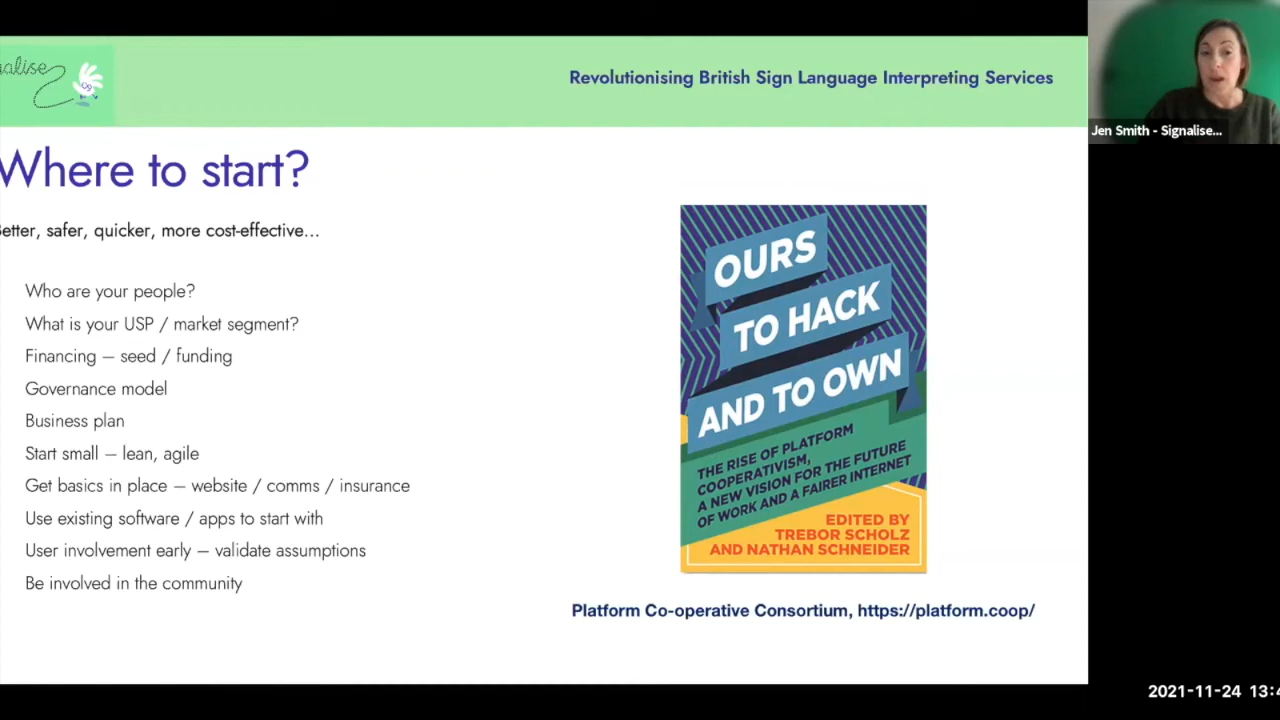 alise
Revolutionising British Sign Language Interpreting Services
Jen Smith - Signalise...
Where to start?
Better, safer, quicker, more cost-effective...
Who are your people?
What is your USP / market segment?
Financing – seed / funding
Governance model
Business plan
Start small – lean, agile
Get basics in place – website / comms / insurance
Use existing software / apps to start with
User involvement early – validate assumptions
Be involved in the community
OURS
TO HACK
AND TO OWN
THE RISE OF PLATFORM
COOPERATIVISM,
A NEW VISION FOR THE FUTURE
OF WORK AND A FAIRER INTERNET
EDITED BY
TREBOR SCHOLZ
AND NATHAN SCHNEIDER
Platform Co-operative Consortium, https://platform.coop/
2021-11-24 13:4